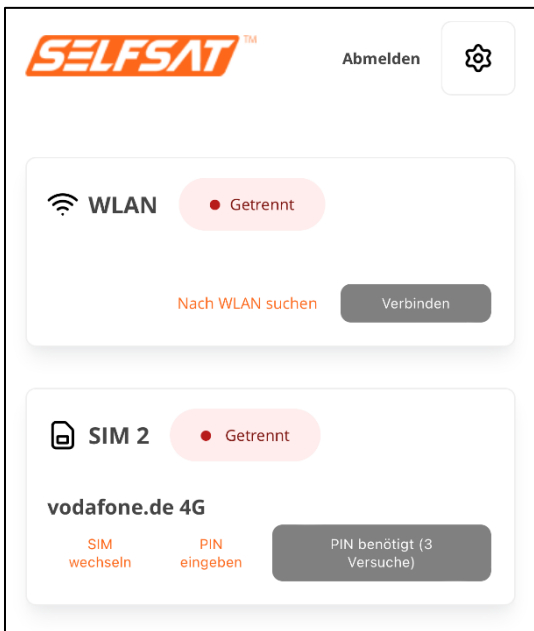 SELFSAT™
Abmelden
WLAN
Getrennt
Nach WLAN suchen
Verbinden
SIM 2
Getrennt
vodafone.de 4G
SIM
wechseln
PIN
eingeben
PIN benötigt (3
Versuche)